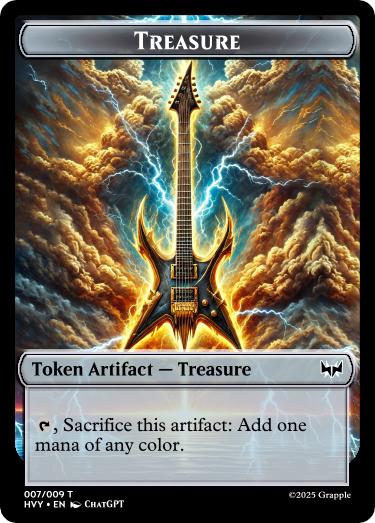 TREASURE
Token Artifact — Treasure
, Sacrifice this artifact: Add one
mana of any color.
007/009 T
HVY • EN CHATGPT
©2025 Grapple